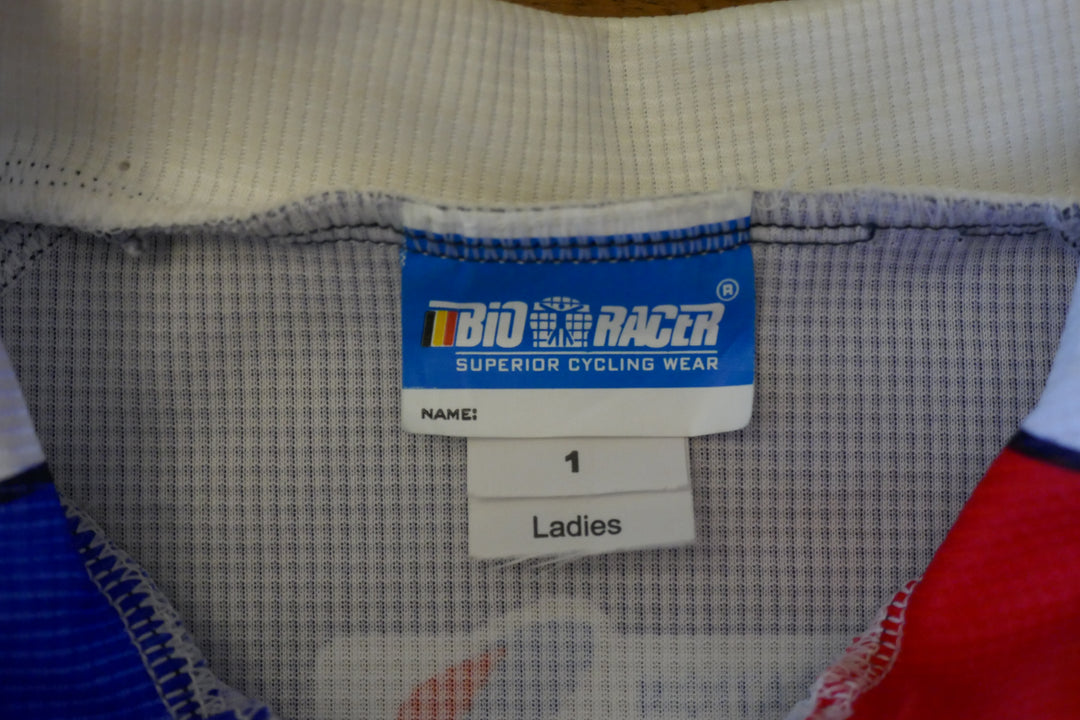 BiO RACER ®
SUPERIOR CYCLING WEAR
NAME:
1
Ladies